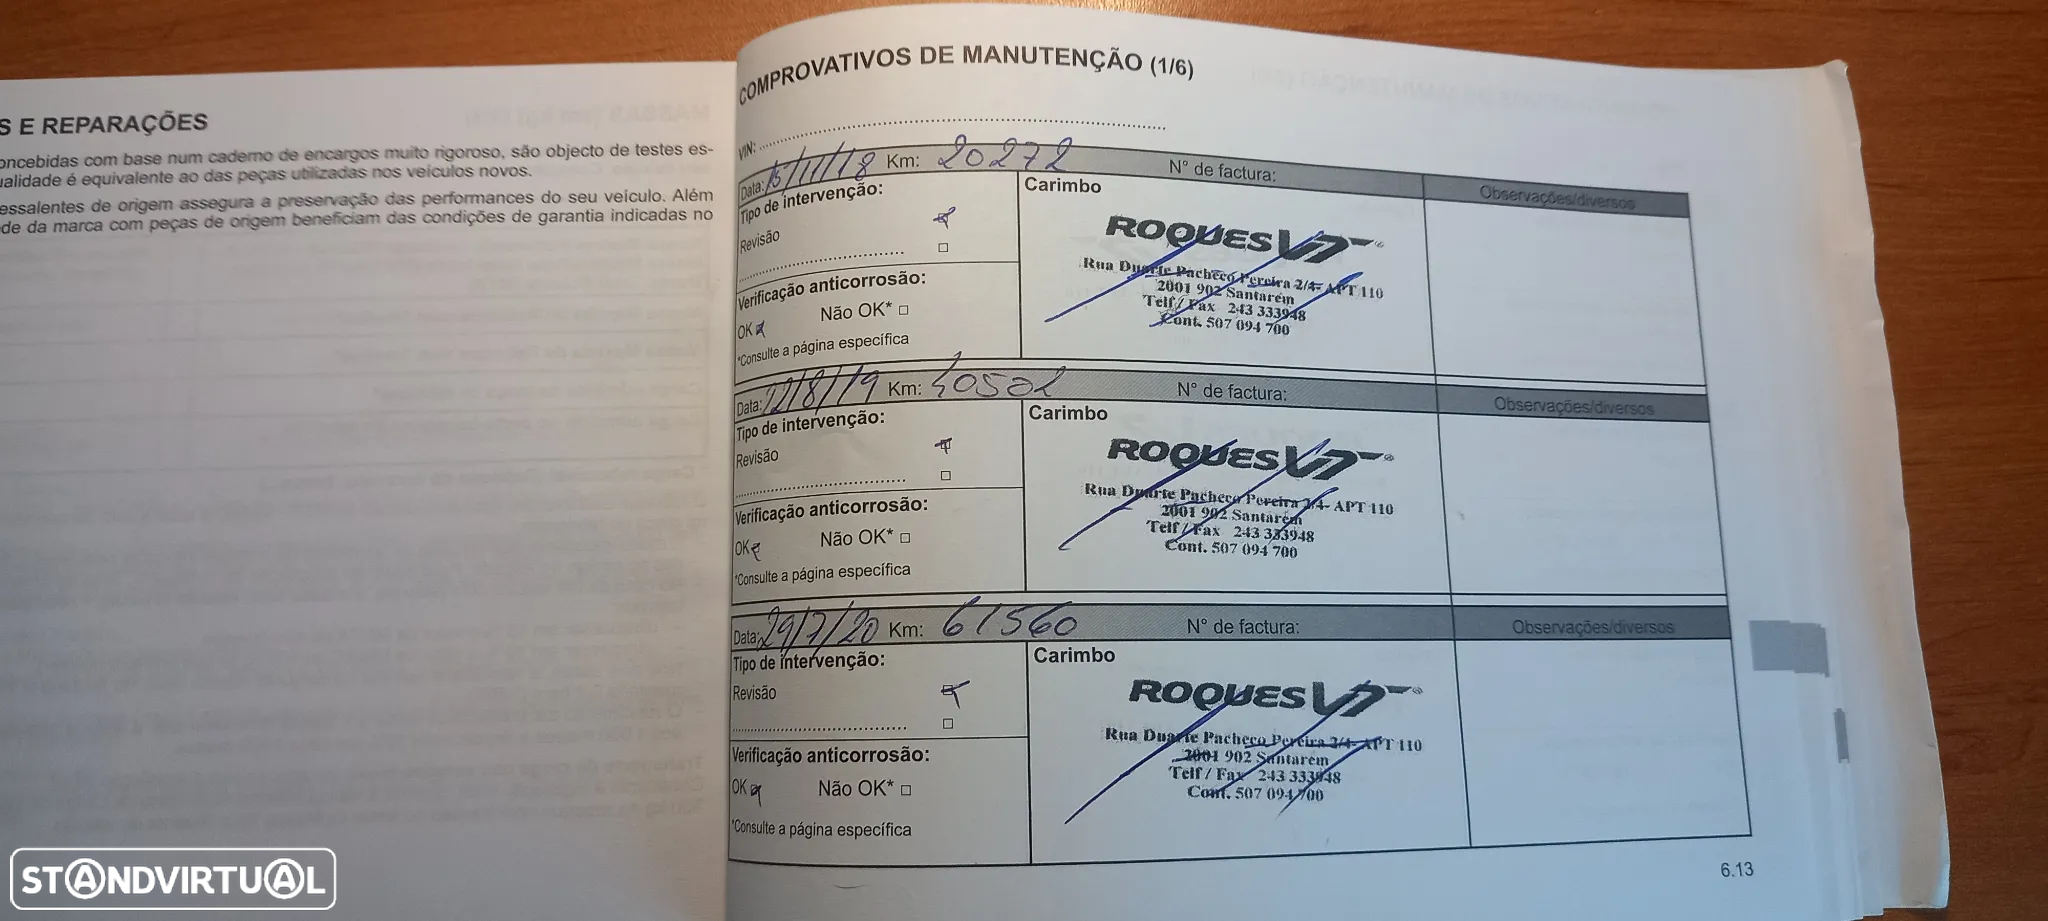 S E REPARAÇÕES
oncebidas com base num caderno de encargos muito rigoroso, são objecto de testes es-
ualidade é equivalente ao das peças utilizadas nos veículos novos.
essalentes de origem assegura a preservação das performances do seu veículo. Além
de da marca com peças de origem beneficiam das condições de garantia indicadas no
COMPROVATIVOS DE MANUTENÇÃO (1/6)
VIN:
Data: 15/11/18 Km: 20272 N° de factura: Observações/diversos
Tipo de intervenção:
Revisão
Carimbo
ROQUES V7
Rua Duarte Pacheco Pereira 2/4- APT 110
2001 902 Santarém
Telf / Fax 243 333948
Cont. 507 094 700
Verificação anticorrosão:
OK Não OK*
*Consulte a página específica
Data: 22/8/19 Km: 40502 N° de factura: Observações/diversos
Tipo de intervenção:
Revisão
Carimbo
ROQUES V7
Rua Duarte Pacheco Pereira 2/4- APT 110
2001 902 Santarém
Telf / Fax 243 333948
Cont. 507 094 700
Verificação anticorrosão:
OK Não OK*
*Consulte a página específica
Data: 29/7/20 Km: 61560 N° de factura: Observações/diversos
Tipo de intervenção:
Revisão
Carimbo
ROQUES V7
Rua Duarte Pacheco Pereira 2/4- APT 110
2001 902 Santarém
Telf / Fax 243 333948
Cont. 507 094 700
Verificação anticorrosão:
OK Não OK*
*Consulte a página específica
6.13
STANDVIRTUAL